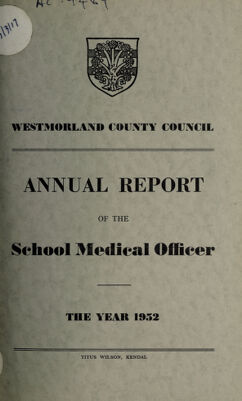 WESTMORLAND COUNTY COUNCIL
ANNUAL REPORT
OF THE
School Medical Officer
THE YEAR 1952
TITUS WILSON, KENDAL